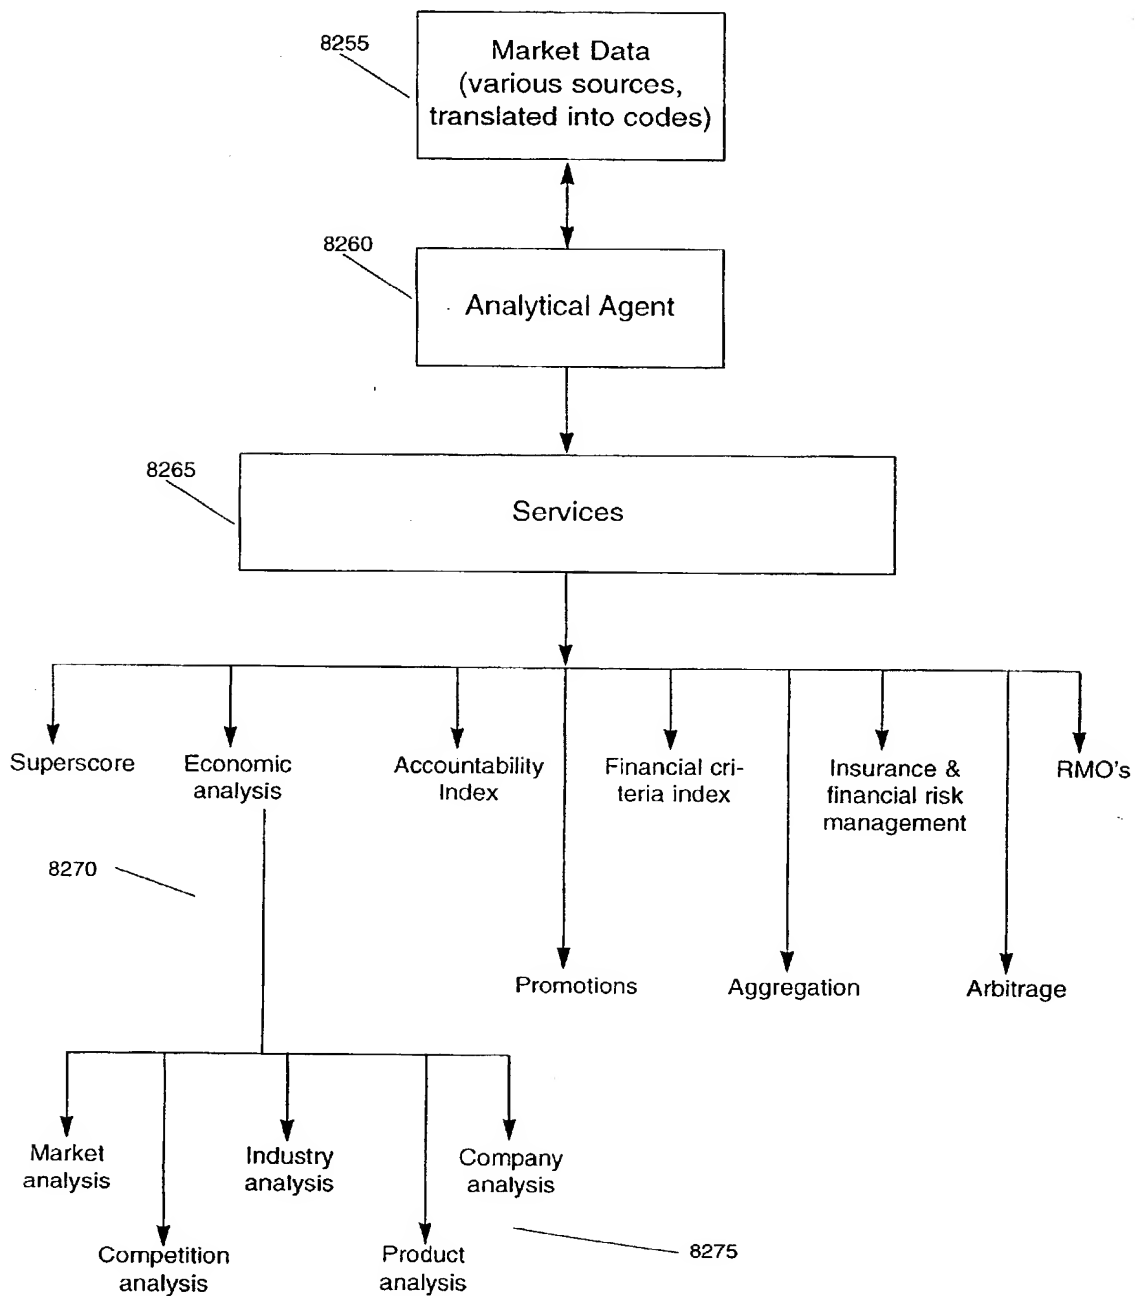 8255
Market Data
(various sources,
translated into codes)
8260
Analytical Agent
8265
Services
Superscore
Economic
analysis
Accountability
Index
Financial cri-
teria index
Insurance &
financial risk
management
RMO's
8270
Promotions
Aggregation
Arbitrage
Market
analysis
Industry
analysis
Company
analysis
Competition
analysis
Product
analysis
8275